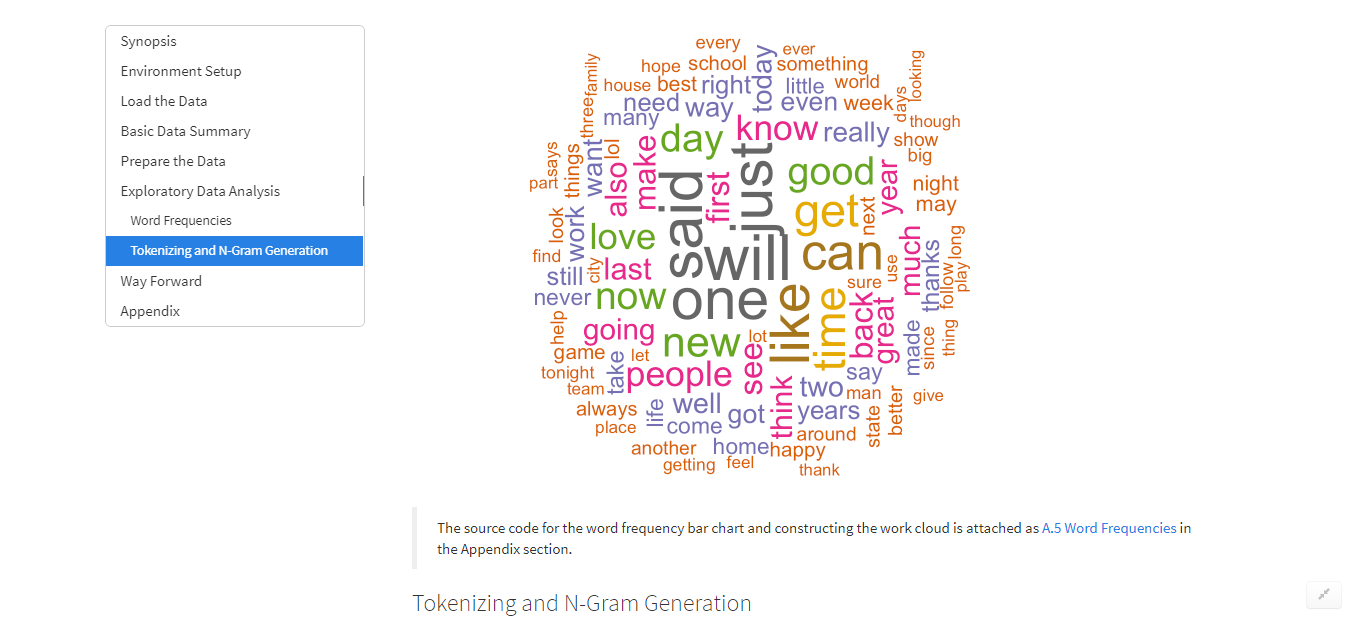 Synopsis
Environment Setup
Load the Data
Basic Data Summary
Prepare the Data
Exploratory Data Analysis
Word Frequencies
Tokenizing and N-Gram Generation
Way Forward
Appendix
every
ever
hope
school
today
something
looking
family
house
best
right
little
world
days
need
way
even
week
three
many
day
know
really
though
says
things
want
lol
make
just
show
big
part
also
said
first
good
year
night
look
work
love
get
next
may
find
still
city
last
will
can
much
thanks
long
never
now
one
like
time
sure
use
follow
play
help
going
new
lot
back
great
made
since
thing
game
let
see
tonight
take
people
say
team
think
two
man
better
give
always
life
well
got
years
state
place
come
around
another
home
happy
getting
feel
thank
The source code for the word frequency bar chart and constructing the work cloud is attached as A.5 Word Frequencies in
the Appendix section.
Tokenizing and N-Gram Generation